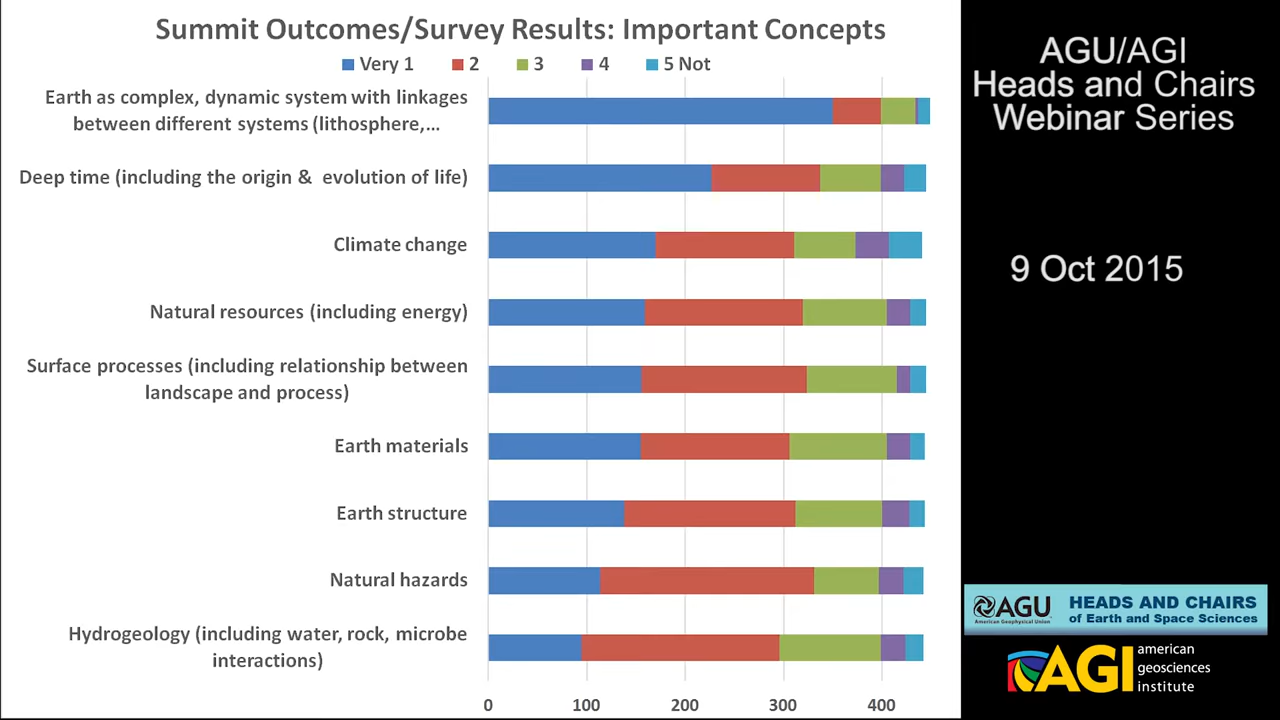 Summit Outcomes/Survey Results: Important Concepts
Very 1 2 3 4 5 Not
Earth as complex, dynamic system with linkages
between different systems (lithosphere,...
Deep time (including the origin & evolution of life)
Climate change
Natural resources (including energy)
Surface processes (including relationship between
landscape and process)
Earth materials
Earth structure
Natural hazards
Hydrogeology (including water, rock, microbe
interactions)
0 100 200 300 400
AGU/AGI
Heads and Chairs
Webinar Series
9 Oct 2015
AGU
American Geophysical Union
HEADS AND CHAIRS
of Earth and Space Sciences
AGI
american
geosciences
institute